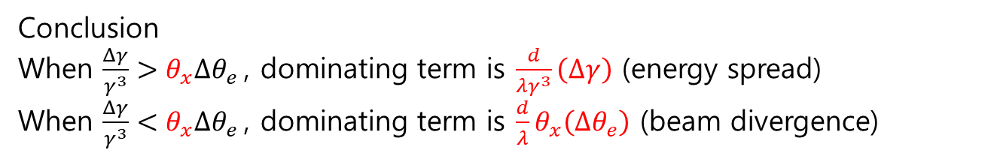 Conclusion
When Δγ/γ³ > θₓΔθₑ , dominating term is d/λγ³ (Δγ) (energy spread)
When Δγ/γ³ < θₓΔθₑ , dominating term is d/λ θₓ(Δθₑ) (beam divergence)